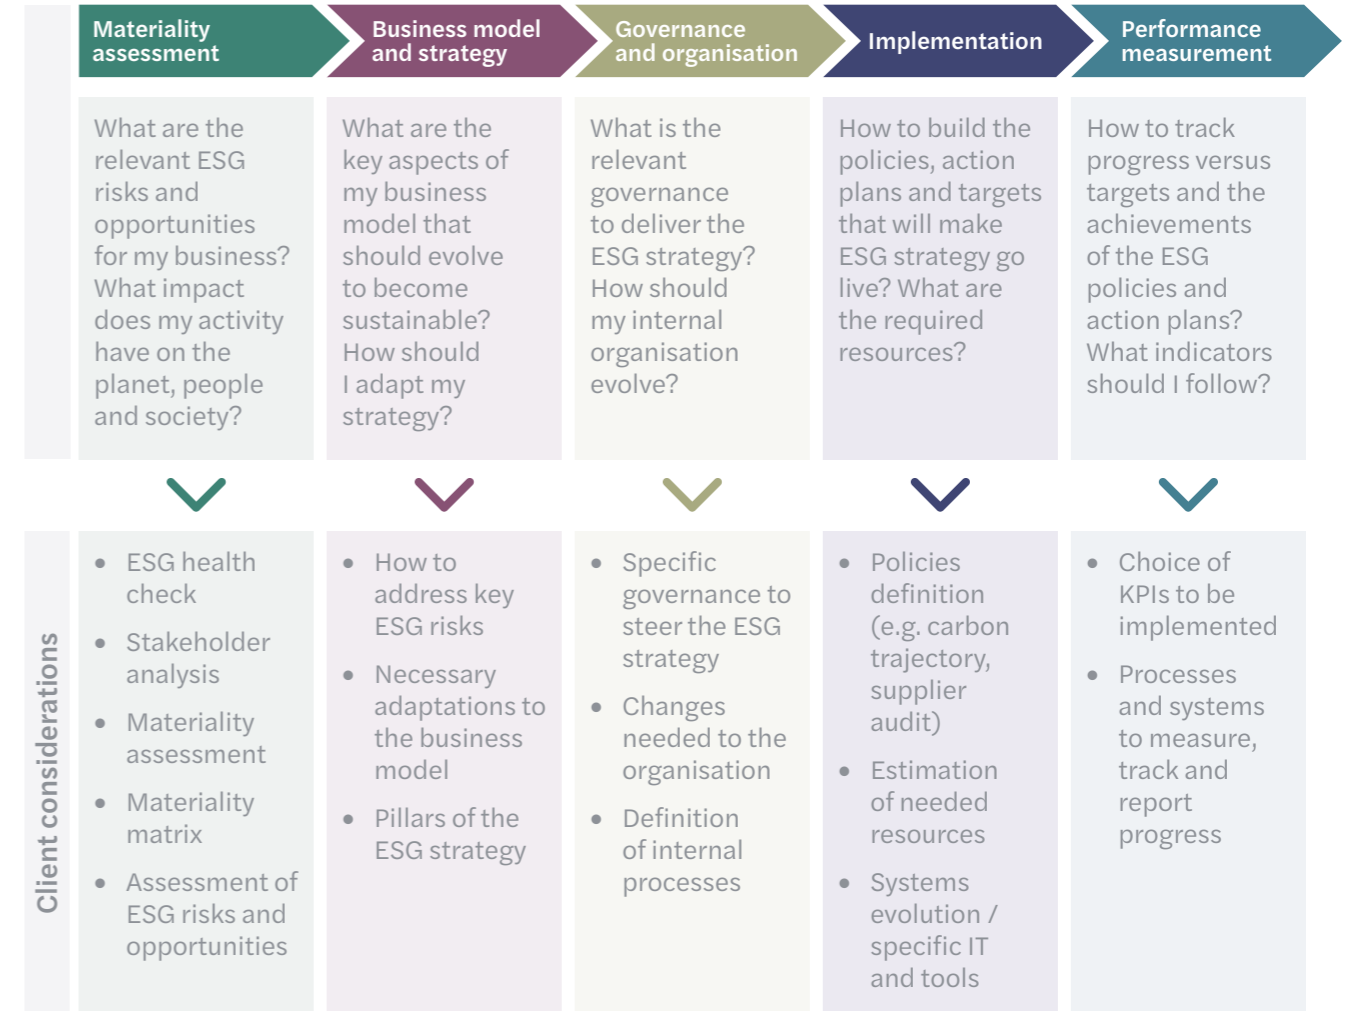 Materiality
assessment
Business model
and strategy
Governance
and organisation
Implementation
Performance
measurement
What are the
relevant ESG
risks and
opportunities
for my business?
What impact
does my activity
have on the
planet, people
and society?
What are the
key aspects of
my business
model that
should evolve
to become
sustainable?
How should
I adapt my
strategy?
What is the
relevant
governance
to deliver the
ESG strategy?
How should
my internal
organisation
evolve?
How to build the
policies, action
plans and targets
that will make
ESG strategy go
live? What are
the required
resources?
How to track
progress versus
targets and the
achievements
of the ESG
policies and
action plans?
What indicators
should I follow?
Client considerations
• ESG health
check
• Stakeholder
analysis
• Materiality
assessment
• Materiality
matrix
• Assessment of
ESG risks and
opportunities
• How to
address key
ESG risks
• Necessary
adaptations to
the business
model
• Pillars of the
ESG strategy
• Specific
governance to
steer the ESG
strategy
• Changes
needed to the
organisation
• Definition
of internal
processes
• Policies
definition
(e.g. carbon
trajectory,
supplier
audit)
• Estimation
of needed
resources
• Systems
evolution /
specific IT
and tools
• Choice of
KPIs to be
implemented
• Processes
and systems
to measure,
track and
report
progress